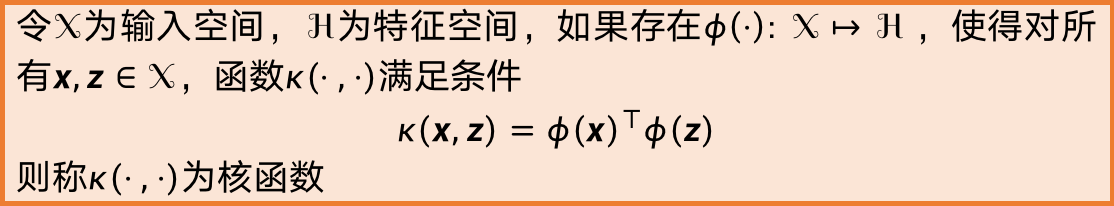 令𝒳为输入空间，ℋ为特征空间，如果存在ϕ(·): 𝒳 ↦ ℋ ，使得对所
有𝒙, 𝒛 ∈ 𝒳，函数κ(· , ·)满足条件
κ(𝒙, 𝒛) = ϕ(𝒙)⊤ϕ(𝒛)
则称κ(· , ·)为核函数